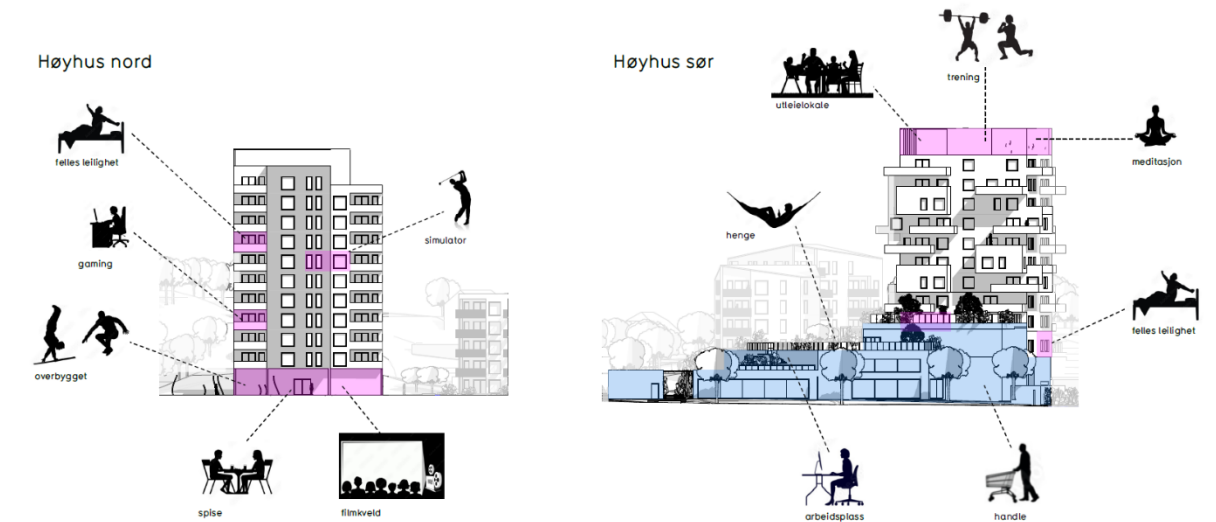 Høyhus nord
felles leilighet
gaming
overbygget
simulator
spise
filmkveld
Høyhus sør
utleielokale
trening
meditasjon
henge
felles leilighet
arbeidsplass
handle